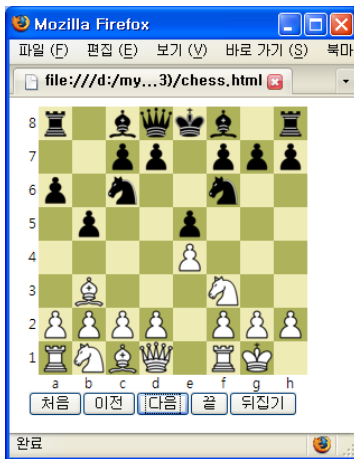 Mozilla Firefox
파일 (F) 편집 (E) 보기 (V) 바로 가기 (S) 북마
file:///d:/my...3)/chess.html
8
7
6
5
4
3
2
1
a b c d e f g h
처음 이전 다음 끝 뒤집기
완료